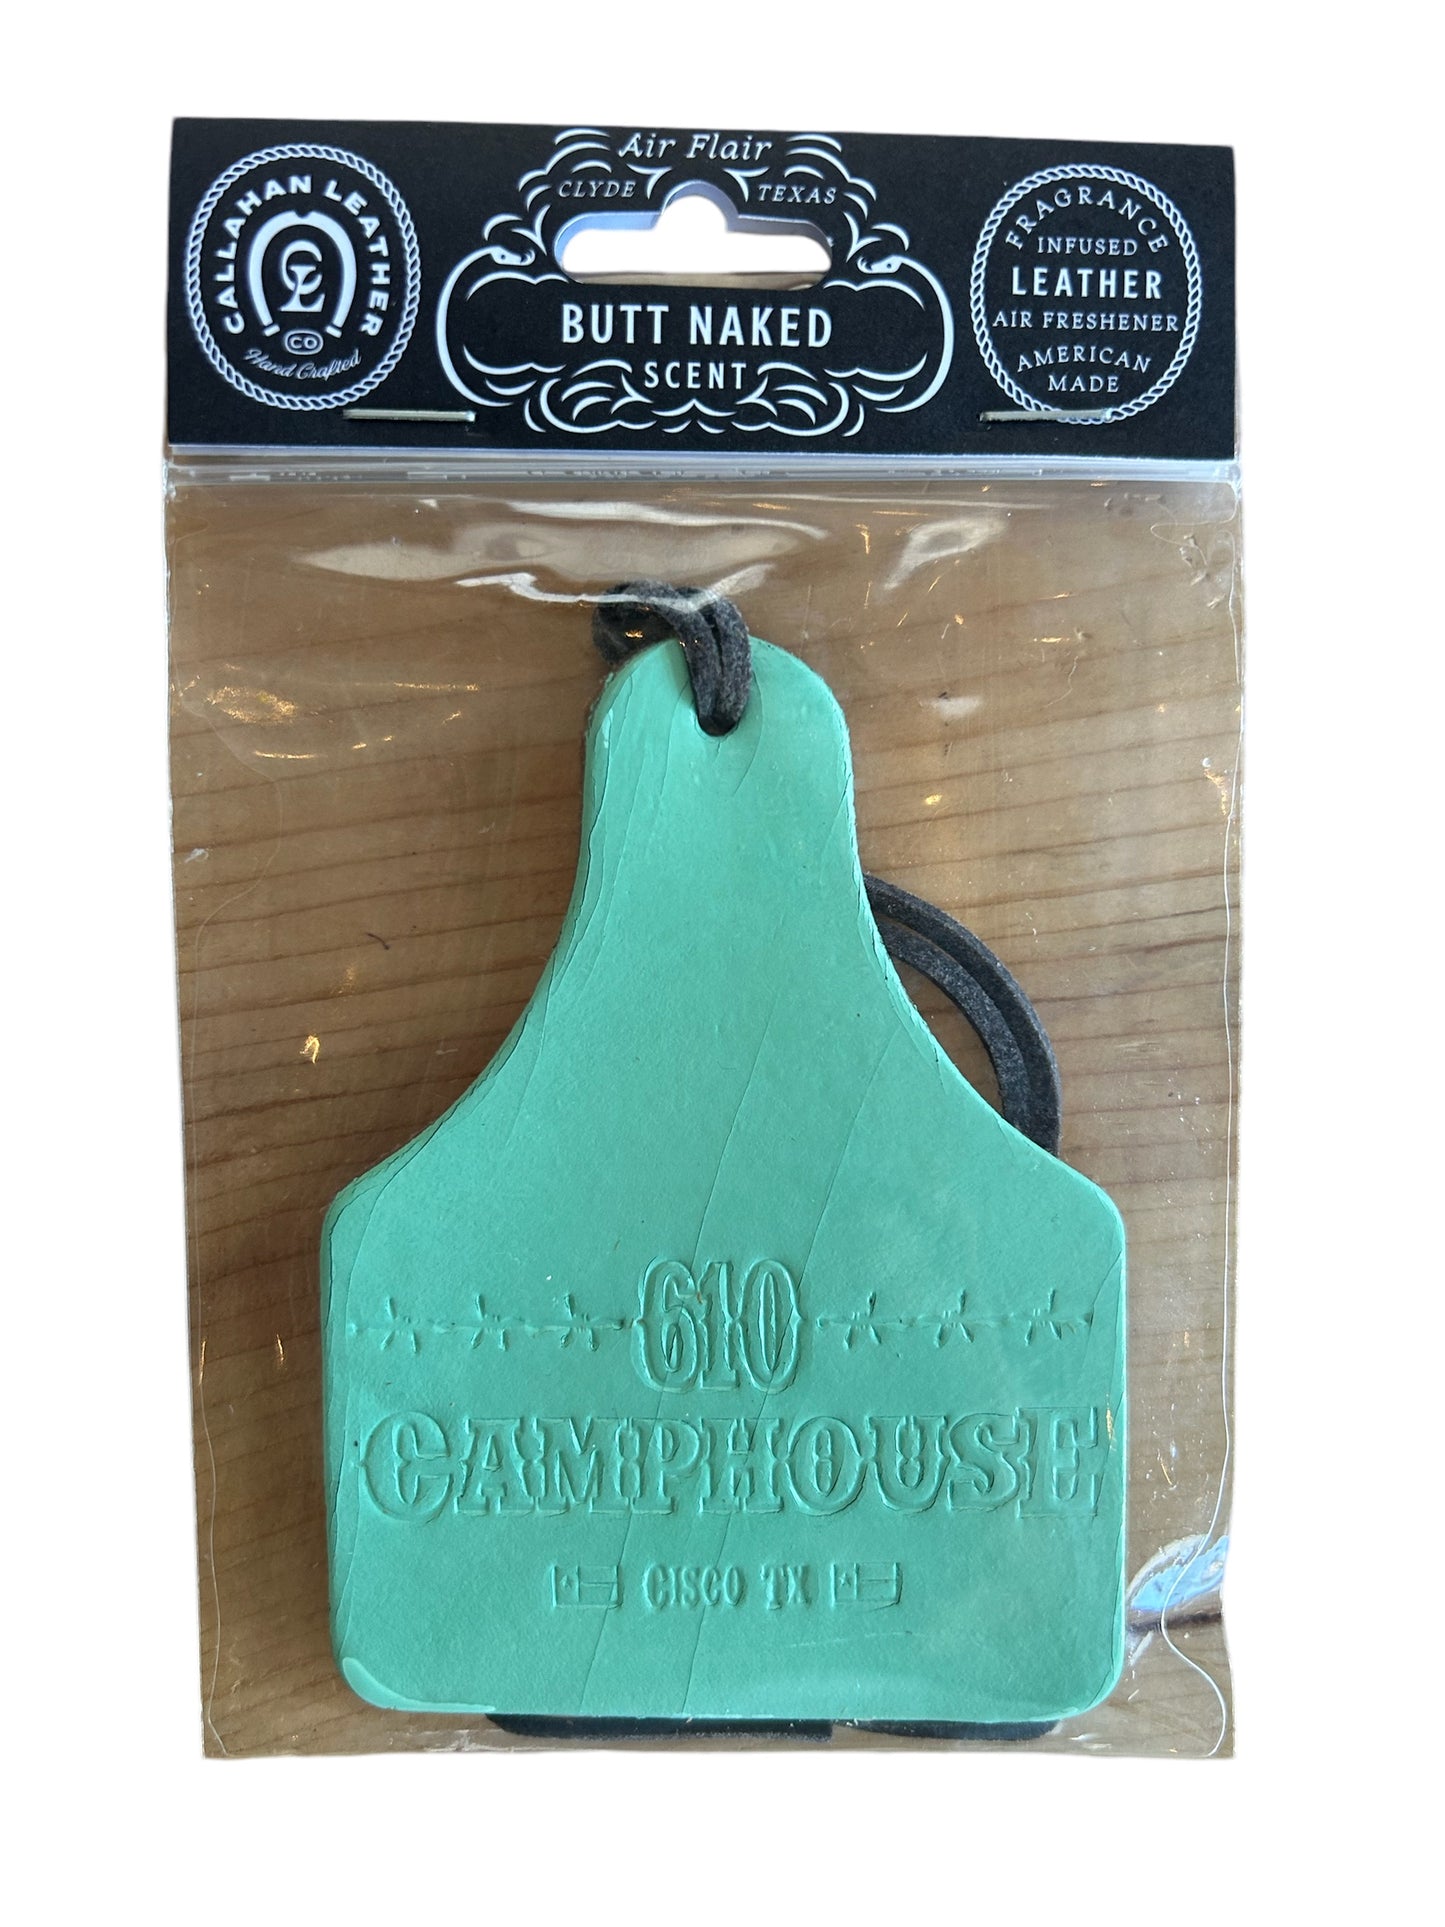 CALLAHAN LEATHER
CL
CO
Hand Crafted
Air Flair
CLYDE TEXAS
BUTT NAKED
SCENT
FRAGRANCE
INFUSED
LEATHER
AIR FRESHENER
AMERICAN
MADE
610
CAMPHOUSE
CISCO TX